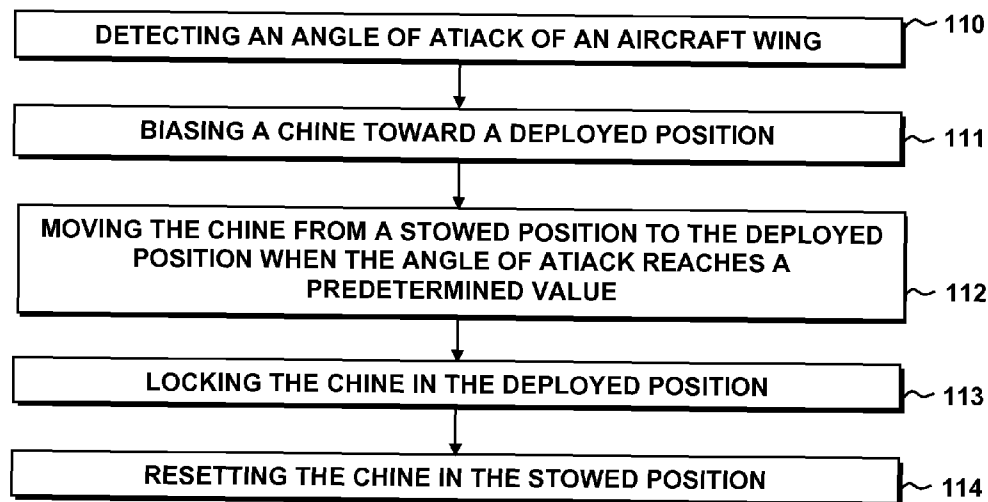 DETECTING AN ANGLE OF ATIACK OF AN AIRCRAFT WING
110
BIASING A CHINE TOWARD A DEPLOYED POSITION
111
MOVING THE CHINE FROM A STOWED POSITION TO THE DEPLOYED
POSITION WHEN THE ANGLE OF ATIACK REACHES A
PREDETERMINED VALUE
112
LOCKING THE CHINE IN THE DEPLOYED POSITION
113
RESETTING THE CHINE IN THE STOWED POSITION
114